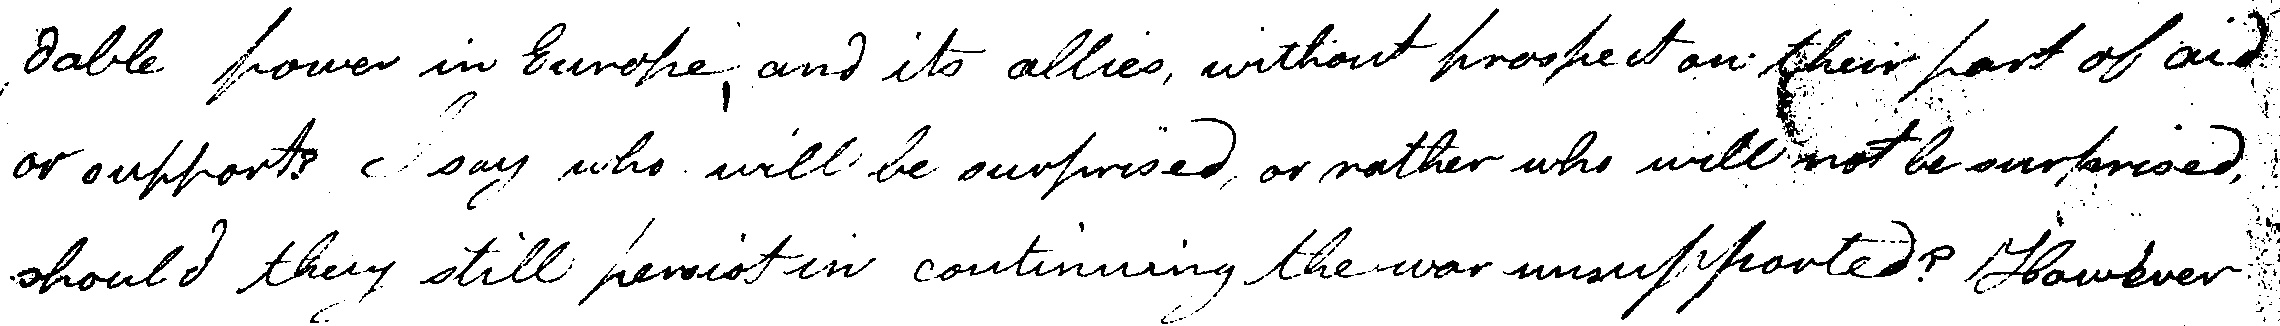 dable power in Europe, and its allies, without prospect on their part of aid
or support? I say who will be surprised, or rather who will not be surprised,
should they still persist in continuing the war unsupported? However